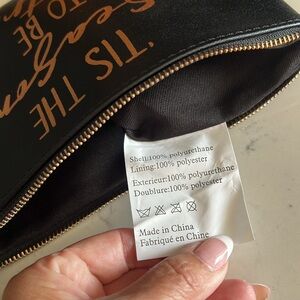 'TIS THE
Season
TO BE
Shell:100% polyurethane
Lining:100% polyester
Exterieur:100% polyurethane
Doublure:100% polyester
Made in China
Fabriqué en Chine